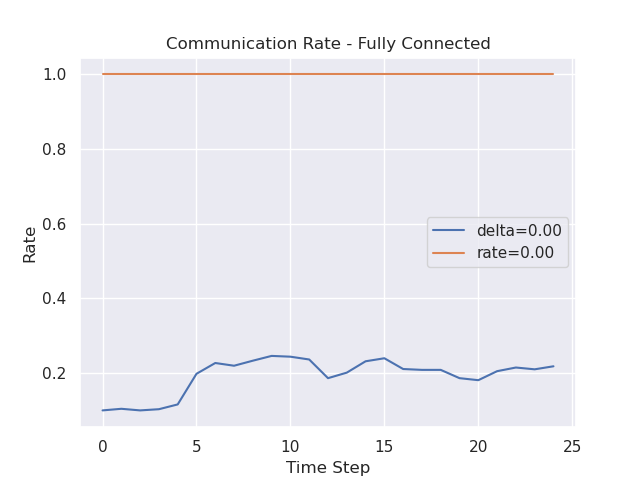 Communication Rate - Fully Connected
1.0
0.8
0.6
0.4
0.2
Rate
delta=0.00
rate=0.00
0
5
10
15
20
25
Time Step